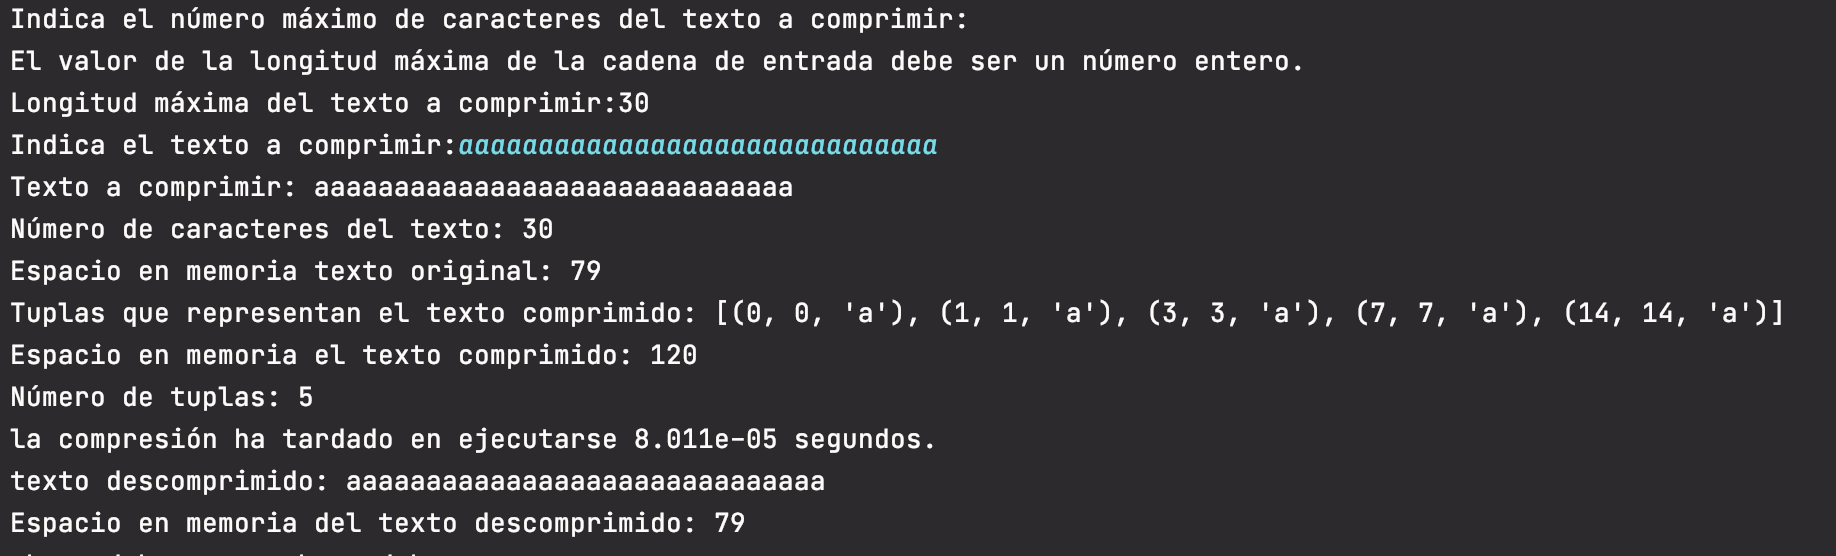 Indica el número máximo de caracteres del texto a comprimir:
El valor de la longitud máxima de la cadena de entrada debe ser un número entero.
Longitud máxima del texto a comprimir:30
Indica el texto a comprimir:aaaaaaaaaaaaaaaaaaaaaaaaaaaaaa
Texto a comprimir: aaaaaaaaaaaaaaaaaaaaaaaaaaaaaa
Número de caracteres del texto: 30
Espacio en memoria texto original: 79
Tuplas que representan el texto comprimido: [(0, 0, 'a'), (1, 1, 'a'), (3, 3, 'a'), (7, 7, 'a'), (14, 14, 'a')]
Espacio en memoria el texto comprimido: 120
Número de tuplas: 5
la compresión ha tardado en ejecutarse 8.011e-05 segundos.
texto descomprimido: aaaaaaaaaaaaaaaaaaaaaaaaaaaaaa
Espacio en memoria del texto descomprimido: 79